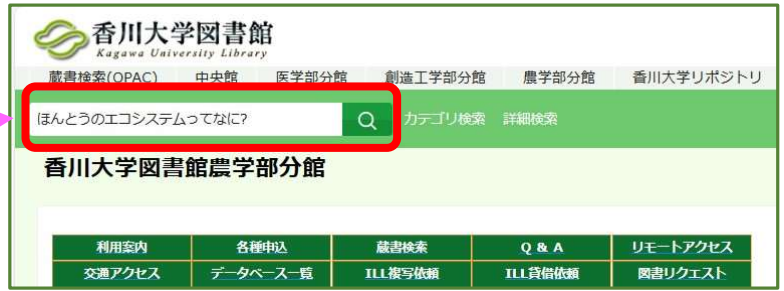 香川大学図書館
Kagawa University Library
蔵書検索(OPAC) 中央館 医学部分館 創造工学部分館 農学部分館 香川大学リポジトリ
ほんとうのエコシステムってなに? カテゴリ検索 詳細検索
香川大学図書館農学部分館
利用案内 各種申込 蔵書検索 Q & A リモートアクセス
交通アクセス データベース一覧 ILL複写依頼 ILL貸借依頼 図書リクエスト